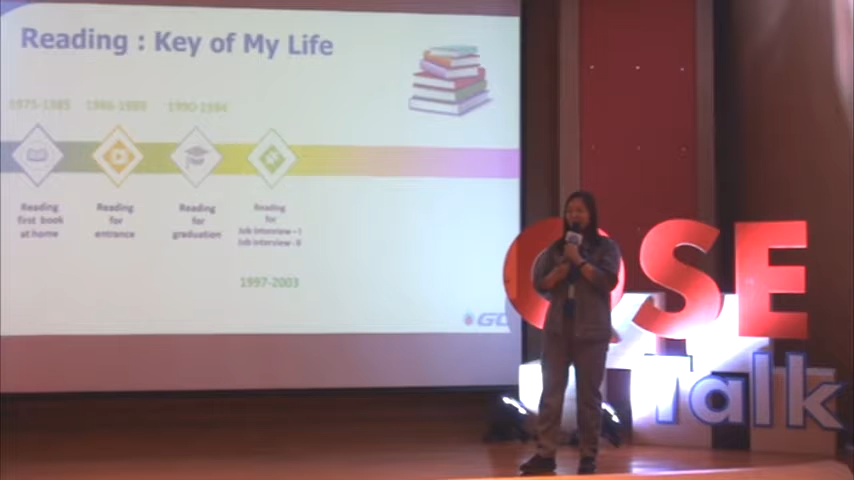 Reading : Key of My Life
1975-1985 1986-1989 1990-1994
Reading
first book
at home
Reading
for
entrance
Reading
for
graduation
Reading
for
Job interview – I
Job interview – II
1997-2003
GC
SE
Talk